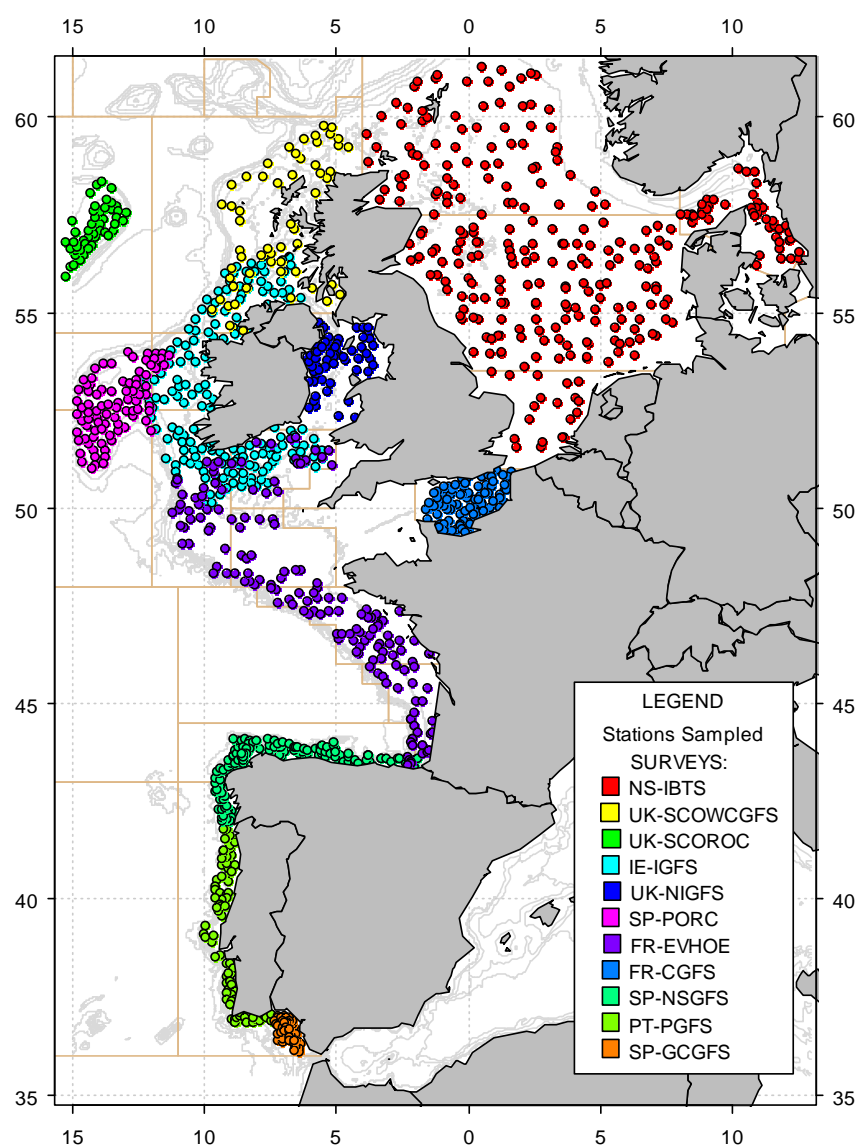 15 10 5 0 5 10
60 60
55 55
50 50
45 45
LEGEND
Stations Sampled
SURVEYS:
NS-IBTS
UK-SCOWCGFS
UK-SCOROC
IE-IGFS
UK-NIGFS
SP-PORC
FR-EVHOE
FR-CGFS
SP-NSGFS
PT-PGFS
SP-GCGFS
40 40
35 35
15 10 5 0 5 10